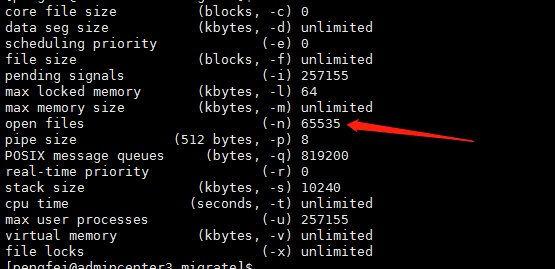 core file size (blocks, -c) 0
data seg size (kbytes, -d) unlimited
scheduling priority (-e) 0
file size (blocks, -f) unlimited
pending signals (-i) 257155
max locked memory (kbytes, -l) 64
max memory size (kbytes, -m) unlimited
open files (-n) 65535
pipe size (512 bytes, -p) 8
POSIX message queues (bytes, -q) 819200
real-time priority (-r) 0
stack size (kbytes, -s) 10240
cpu time (seconds, -t) unlimited
max user processes (-u) 257155
virtual memory (kbytes, -v) unlimited
file locks (-x) unlimited
[pengfei@admincenter3 migrate]$